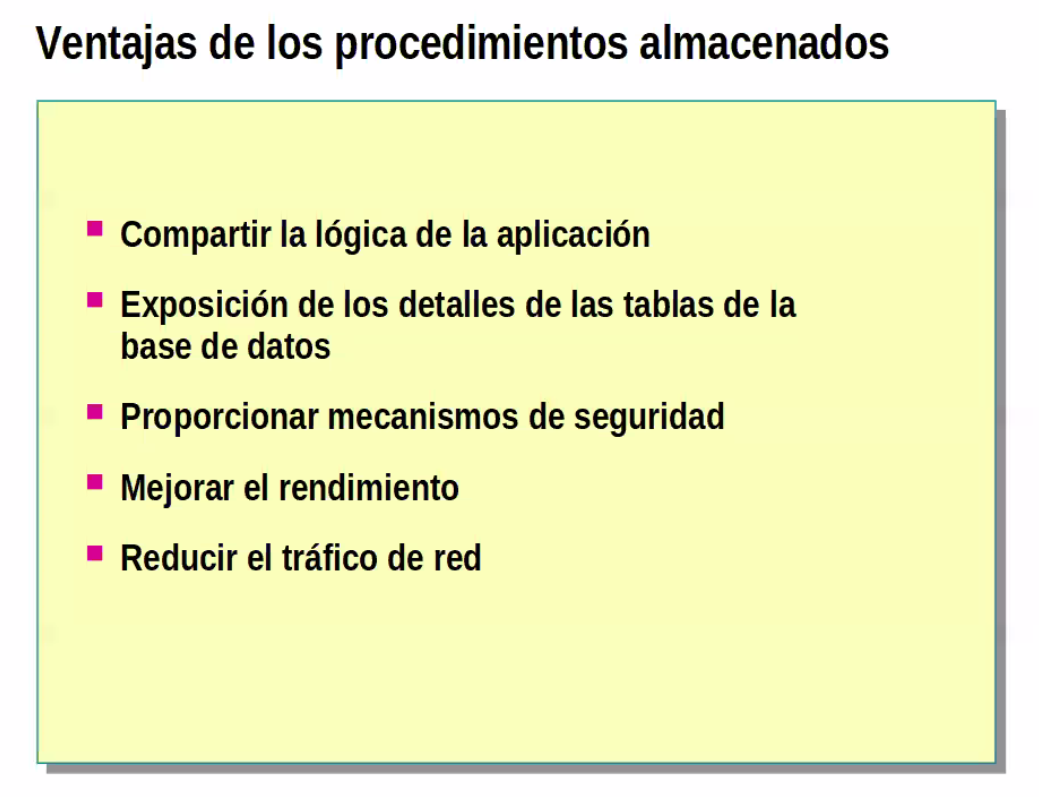 Ventajas de los procedimientos almacenados
Compartir la lógica de la aplicación
Exposición de los detalles de las tablas de la
base de datos
Proporcionar mecanismos de seguridad
Mejorar el rendimiento
Reducir el tráfico de red